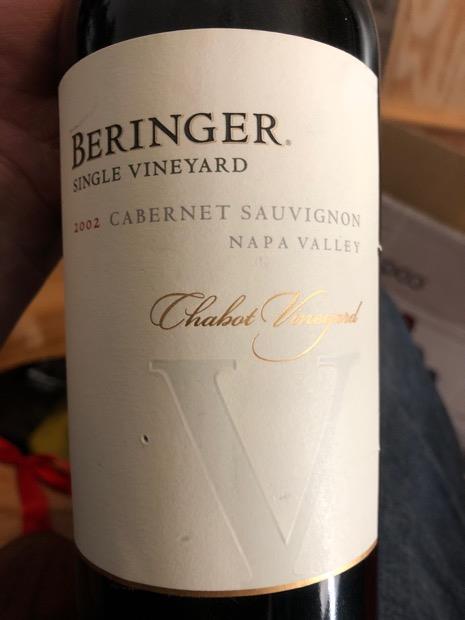 BERINGER®
SINGLE VINEYARD
2002 CABERNET SAUVIGNON
NAPA VALLEY
Chabot Vineyard
V